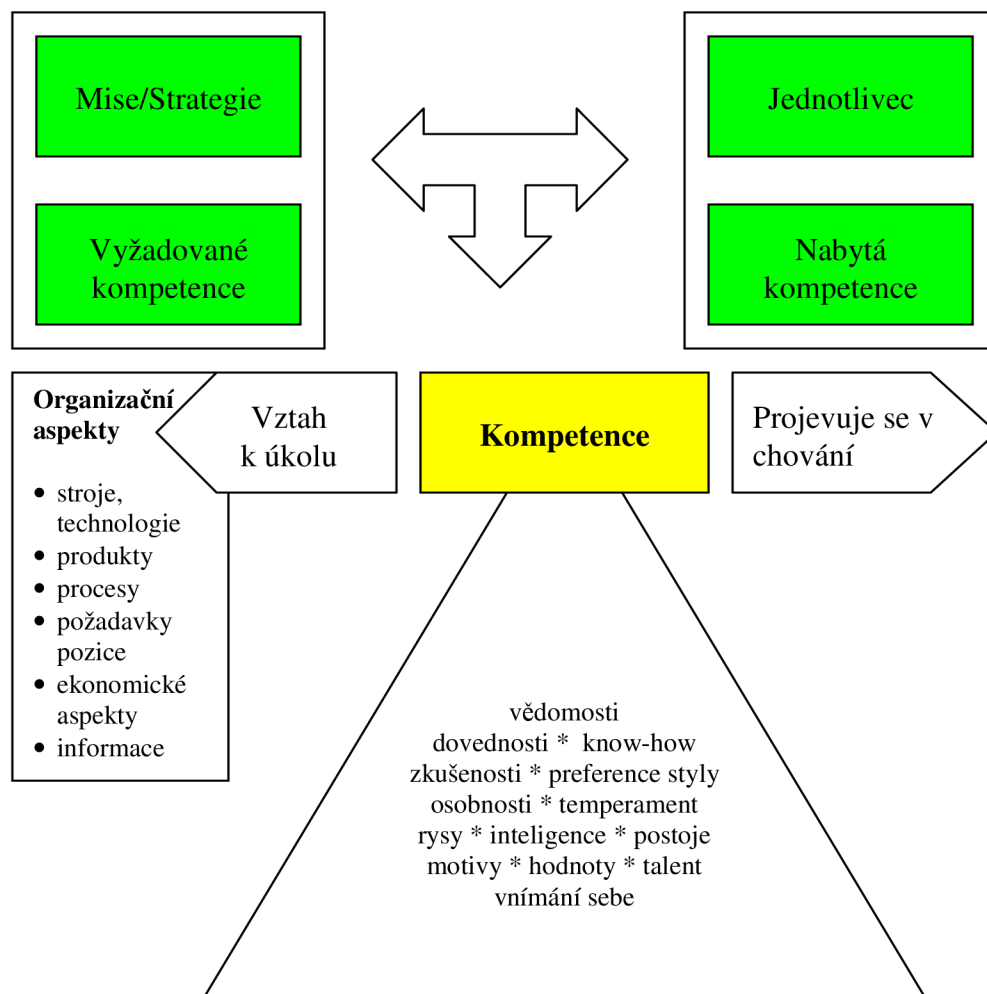 Mise/Strategie
Vyžadované
kompetence
Jednotlivec
Nabytá
kompetence
Organizační
aspekty
• stroje,
technologie
• produkty
• procesy
• požadavky
pozice
• ekonomické
aspekty
• informace
Vztah
k úkolu
Kompetence
Projevuje se v
chování
vědomosti
dovednosti * know-how
zkušenosti * preference styly
osobnosti * temperament
rysy * inteligence * postoje
motivy * hodnoty * talent
vnímání sebe